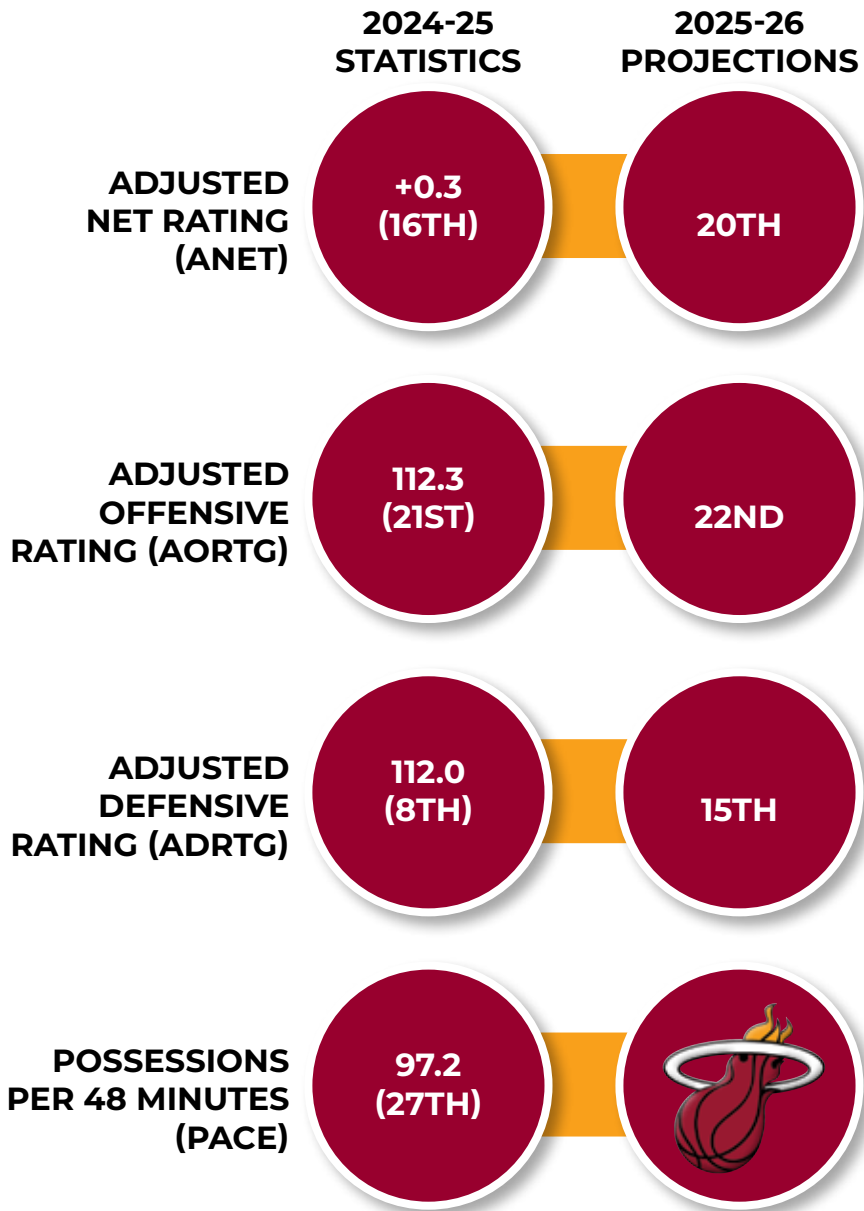 2024-25
STATISTICS
2025-26
PROJECTIONS
ADJUSTED
NET RATING
(ANET)
+0.3
(16TH)
20TH
ADJUSTED
OFFENSIVE
RATING (AORTG)
112.3
(21ST)
22ND
ADJUSTED
DEFENSIVE
RATING (ADRTG)
112.0
(8TH)
15TH
POSSESSIONS
PER 48 MINUTES
(PACE)
97.2
(27TH)